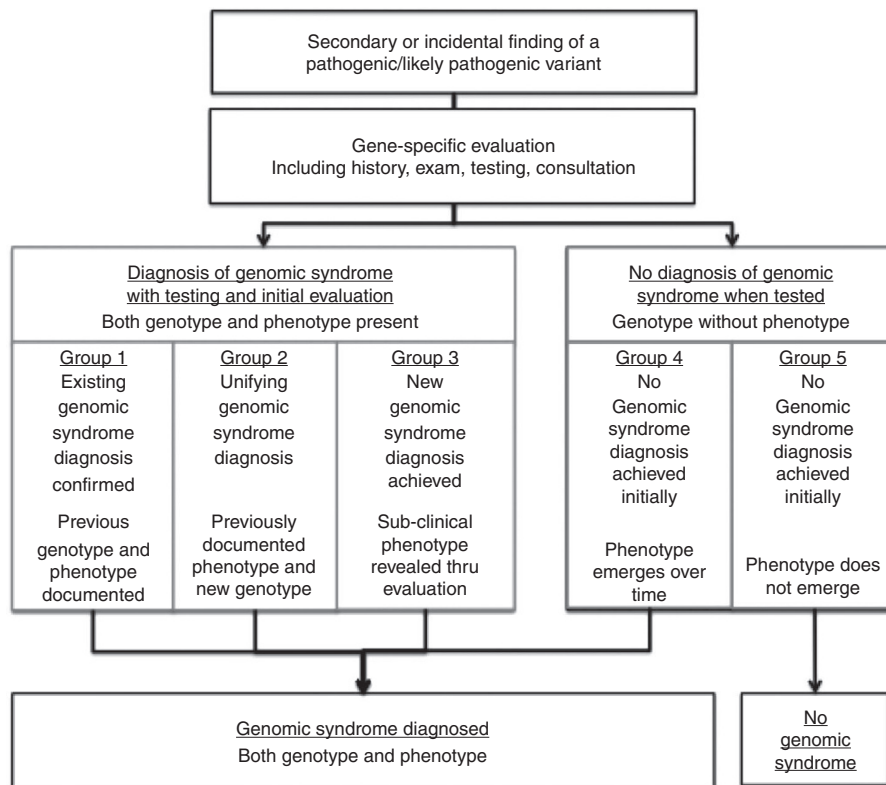 Secondary or incidental finding of a
pathogenic/likely pathogenic variant
Gene-specific evaluation
Including history, exam, testing, consultation
Diagnosis of genomic syndrome
with testing and initial evaluation
Both genotype and phenotype present
No diagnosis of genomic
syndrome when tested
Genotype without phenotype
Group 1
Existing
genomic
syndrome
diagnosis
confirmed
Previous
genotype and
phenotype
documented
Group 2
Unifying
genomic
syndrome
diagnosis
Previously
documented
phenotype and
new genotype
Group 3
New
genomic
syndrome
diagnosis
achieved
Sub-clinical
phenotype
revealed thru
evaluation
Group 4
No
Genomic
syndrome
diagnosis
achieved
initially
Phenotype
emerges over
time
Group 5
No
Genomic
syndrome
diagnosis
achieved
initially
Phenotype does
not emerge
Genomic syndrome diagnosed
Both genotype and phenotype
No
genomic
syndrome